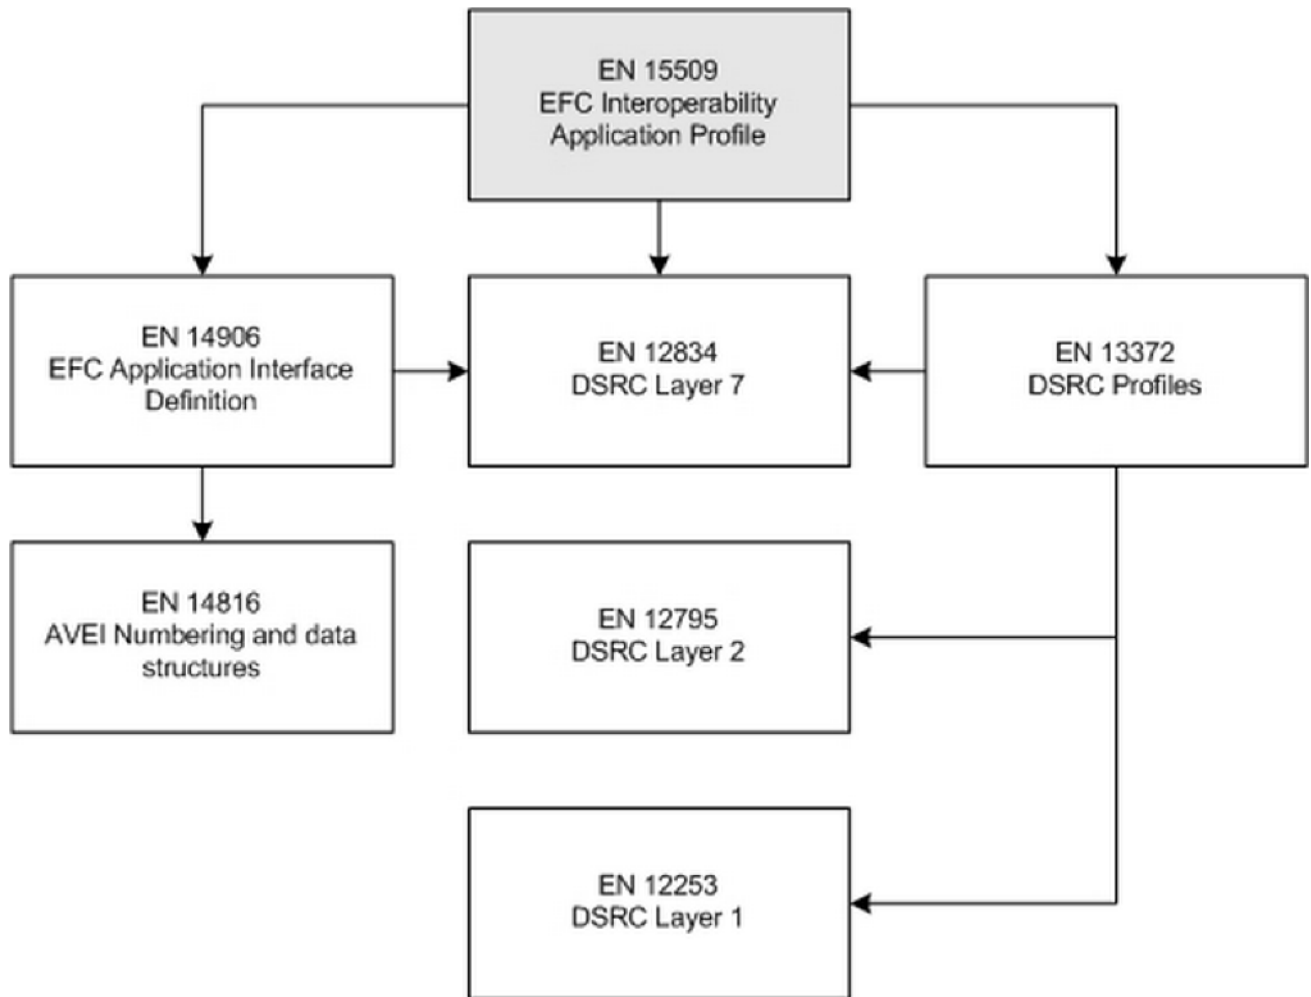 EN 15509
EFC Interoperability
Application Profile
EN 14906
EFC Application Interface
Definition
EN 12834
DSRC Layer 7
EN 13372
DSRC Profiles
EN 14816
AVEI Numbering and data
structures
EN 12795
DSRC Layer 2
EN 12253
DSRC Layer 1